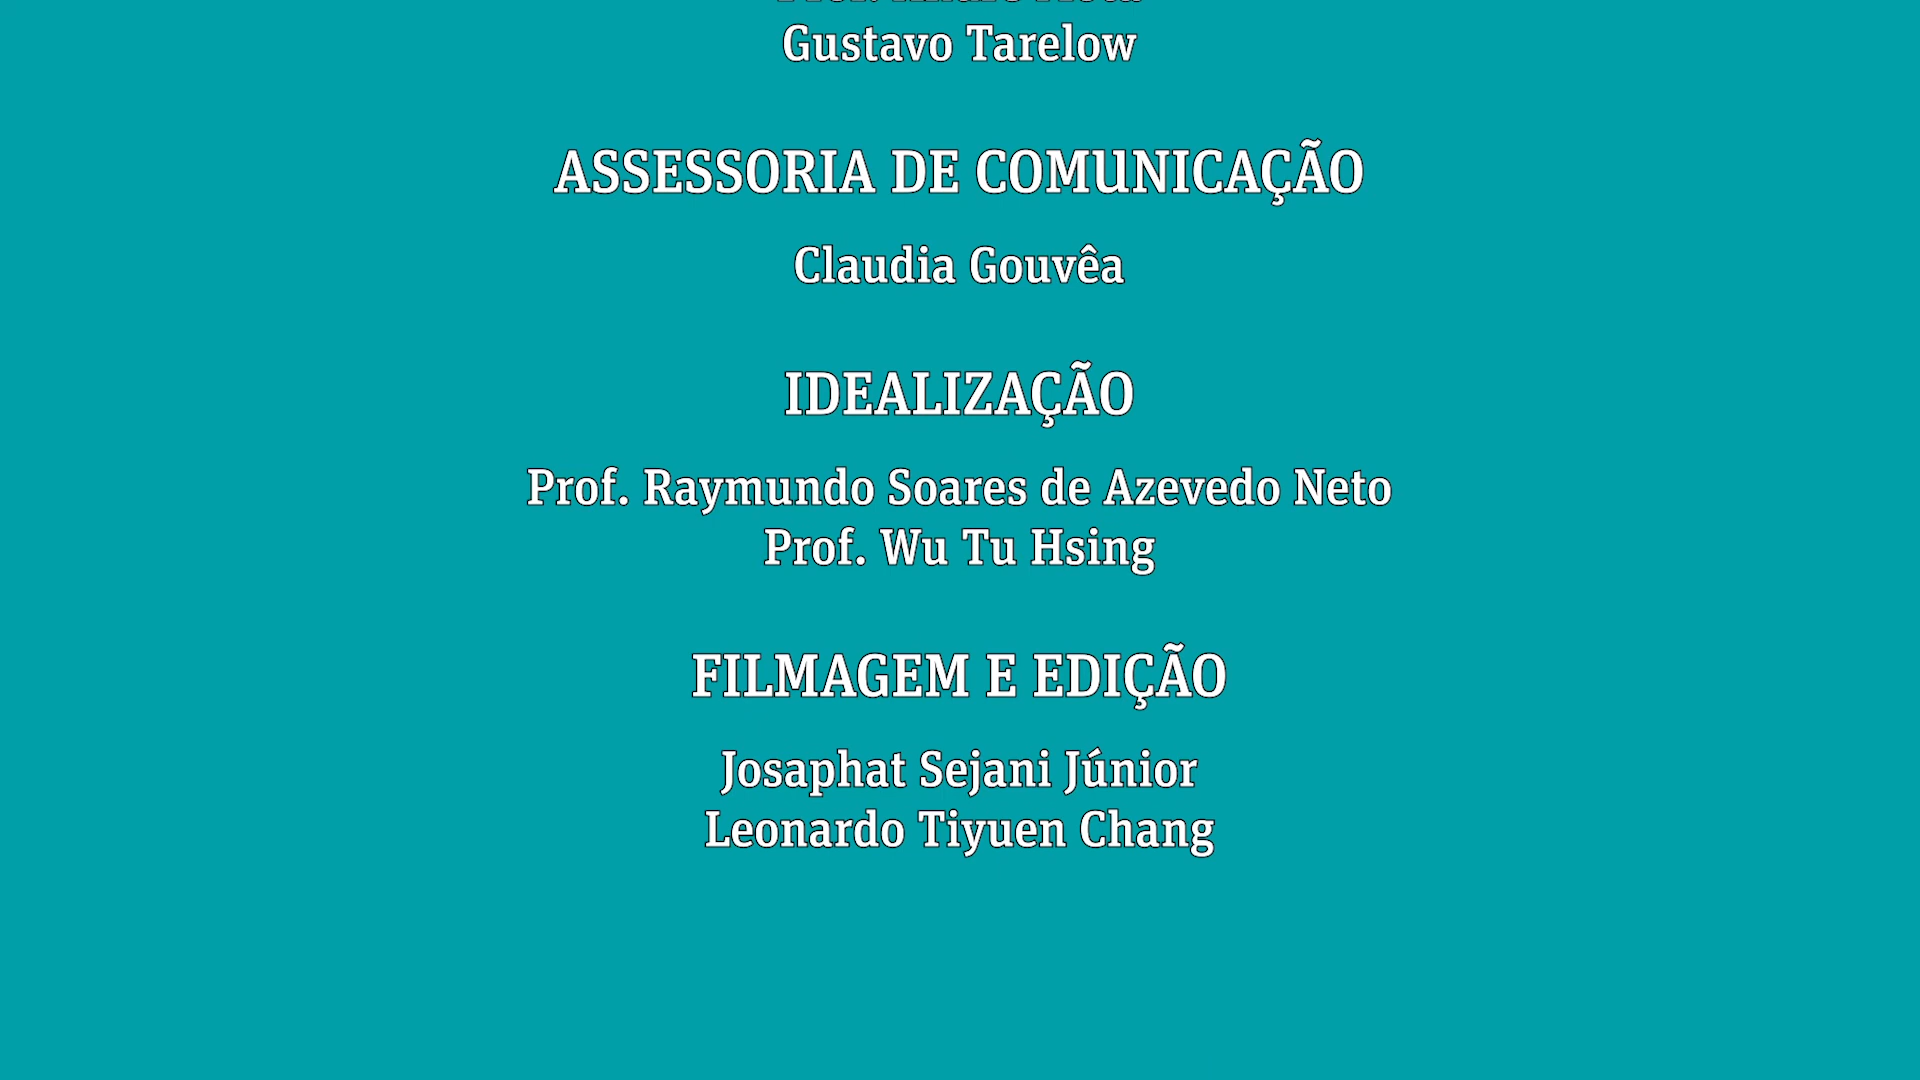 Gustavo Tarelow
ASSESSORIA DE COMUNICAÇÃO
Claudia Gouvêa
IDEALIZAÇÃO
Prof. Raymundo Soares de Azevedo Neto
Prof. Wu Tu Hsing
FILMAGEM E EDIÇÃO
Josaphat Sejani Júnior
Leonardo Tiyuen Chang